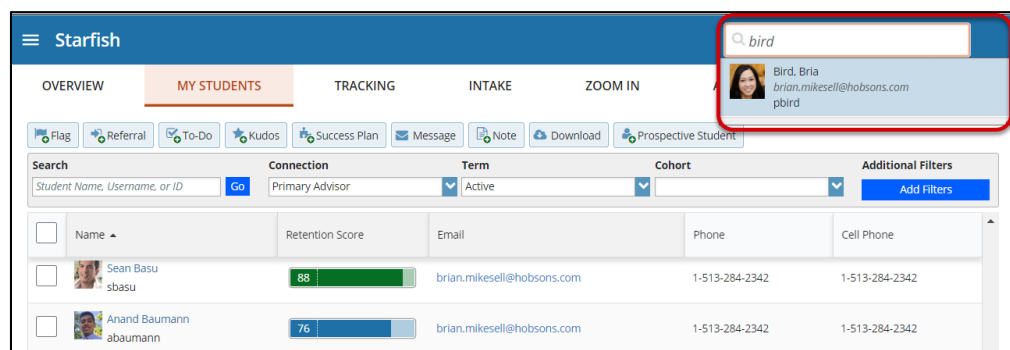 Starfish
bird
Bird, Bria
brian.mikesell@hobsons.com
pbird
OVERVIEW MY STUDENTS TRACKING INTAKE ZOOM IN A
Flag Referral To-Do Kudos Success Plan Message Note Download Prospective Student
Search Connection Term Cohort Additional Filters
Student Name, Username, or ID Go Primary Advisor Active Add Filters
Name Retention Score Email Phone Cell Phone
Sean Basu 88 brian.mikesell@hobsons.com 1-513-284-2342 1-513-284-2342
sbasu
Anand Baumann 76 brian.mikesell@hobsons.com 1-513-284-2342 1-513-284-2342
abaumann